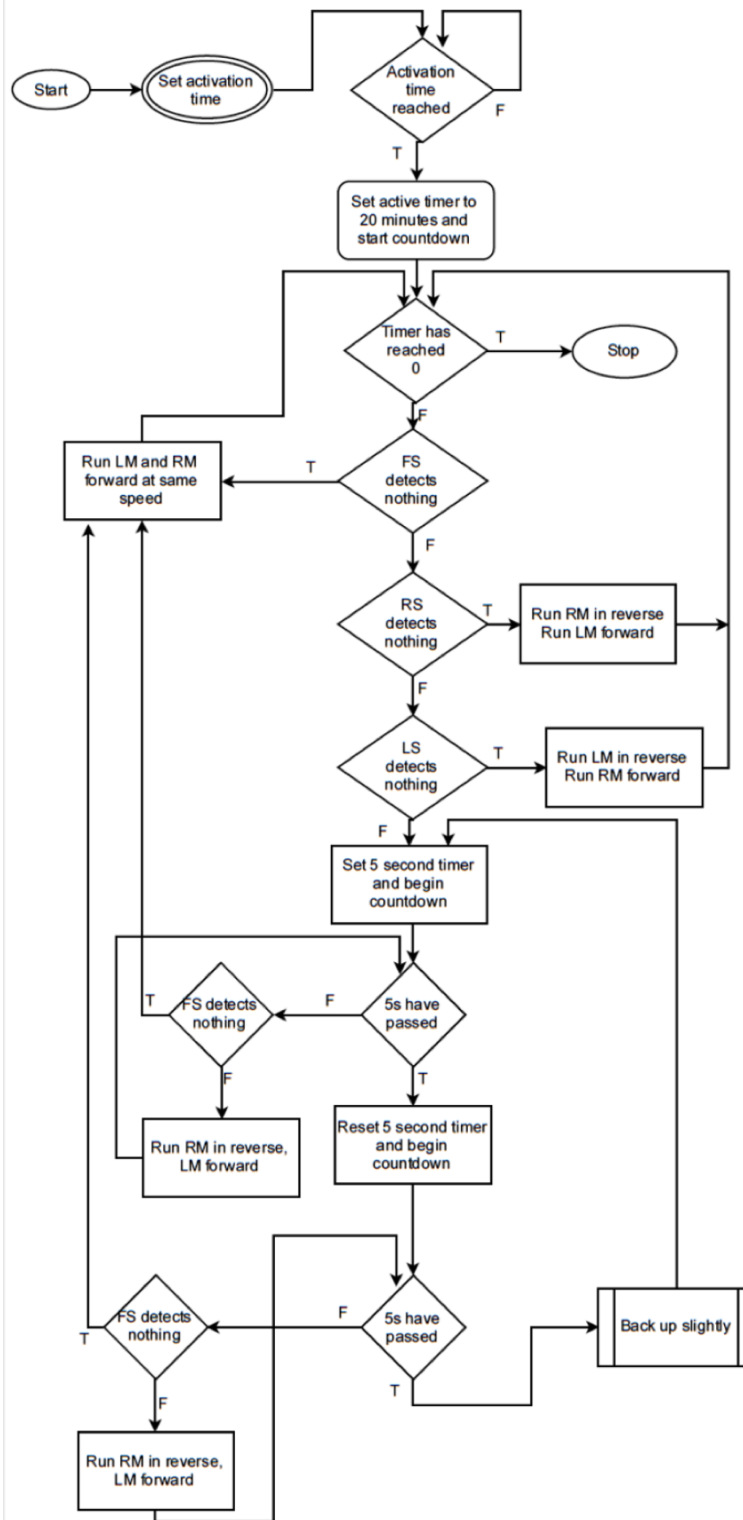 Start
Set activation
time
Activation
time
reached
F
T
Set active timer to
20 minutes and
start countdown
Timer has
reached
0
T
Stop
F
Run LM and RM
forward at same
speed
T
FS
detects
nothing
F
RS
detects
nothing
T
Run RM in reverse
Run LM forward
F
LS
detects
nothing
T
Run LM in reverse
Run RM forward
F
Set 5 second timer
and begin
countdown
T
FS detects
nothing
F
5s have
passed
F
T
Run RM in reverse,
LM forward
Reset 5 second timer
and begin
countdown
T
FS detects
nothing
F
5s have
passed
Back up slightly
F
T
Run RM in reverse,
LM forward